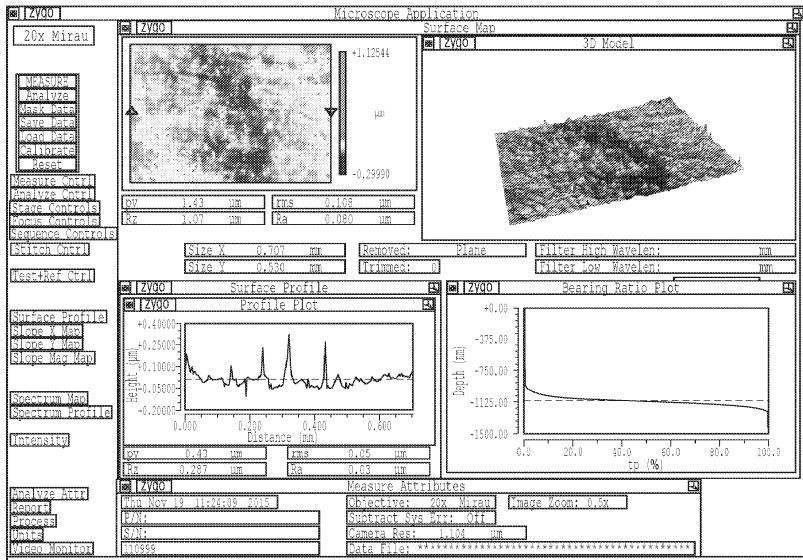 ZYGO Microscope Application
20x Mirau
MEASURE
Analyze
Mask Data
Save Data
Load Data
Calibrate
Reset
Measure Cntrl
Analyze Cntrl
Stage Controls
Focus Controls
Sequence Controls
Stitch Cntrl
Test+Ref Ctrl
Surface Profile
Slope X Map
Slope Y Map
Slope Mag Map
Spectrum Map
Spectrum Profile
Intensity
Analyze Attr
Report
Process
Units
Video Monitor
ZYGO Surface Map
+1.12544
µm
-0.29990
PV 1.43 µm rms 0.108 µm
Rz 1.07 µm Ra 0.080 µm
ZYGO 3D Model
Size X 0.707 mm Removed: Plane Filter High Wavelen: mm
Size Y 0.530 mm Trimmed: 0 Filter Low Wavelen: mm
ZYGO Surface Profile
ZYGO Profile Plot
Height (µm)
+0.40000
+0.25000
+0.10000
-0.05000
-0.20000
0.000 0.200 0.400 0.600
Distance (mm)
PV 0.43 µm rms 0.05 µm
Rz 0.287 µm Ra 0.03 µm
ZYGO Bearing Ratio Plot
Depth (nm)
+0.00
-375.00
-750.00
-1125.00
-1500.00
0.0 20.0 40.0 60.0 80.0 100.0
tp (%)
ZYGO Measure Attributes
Thu Nov 19 11:24:09 2015 Objective: 20x Mirau Image Zoom: 0.5x
P/N: Subtract Sys Err: Off
S/N: Camera Res: 1.104 µm
110999 Data File: ************************************